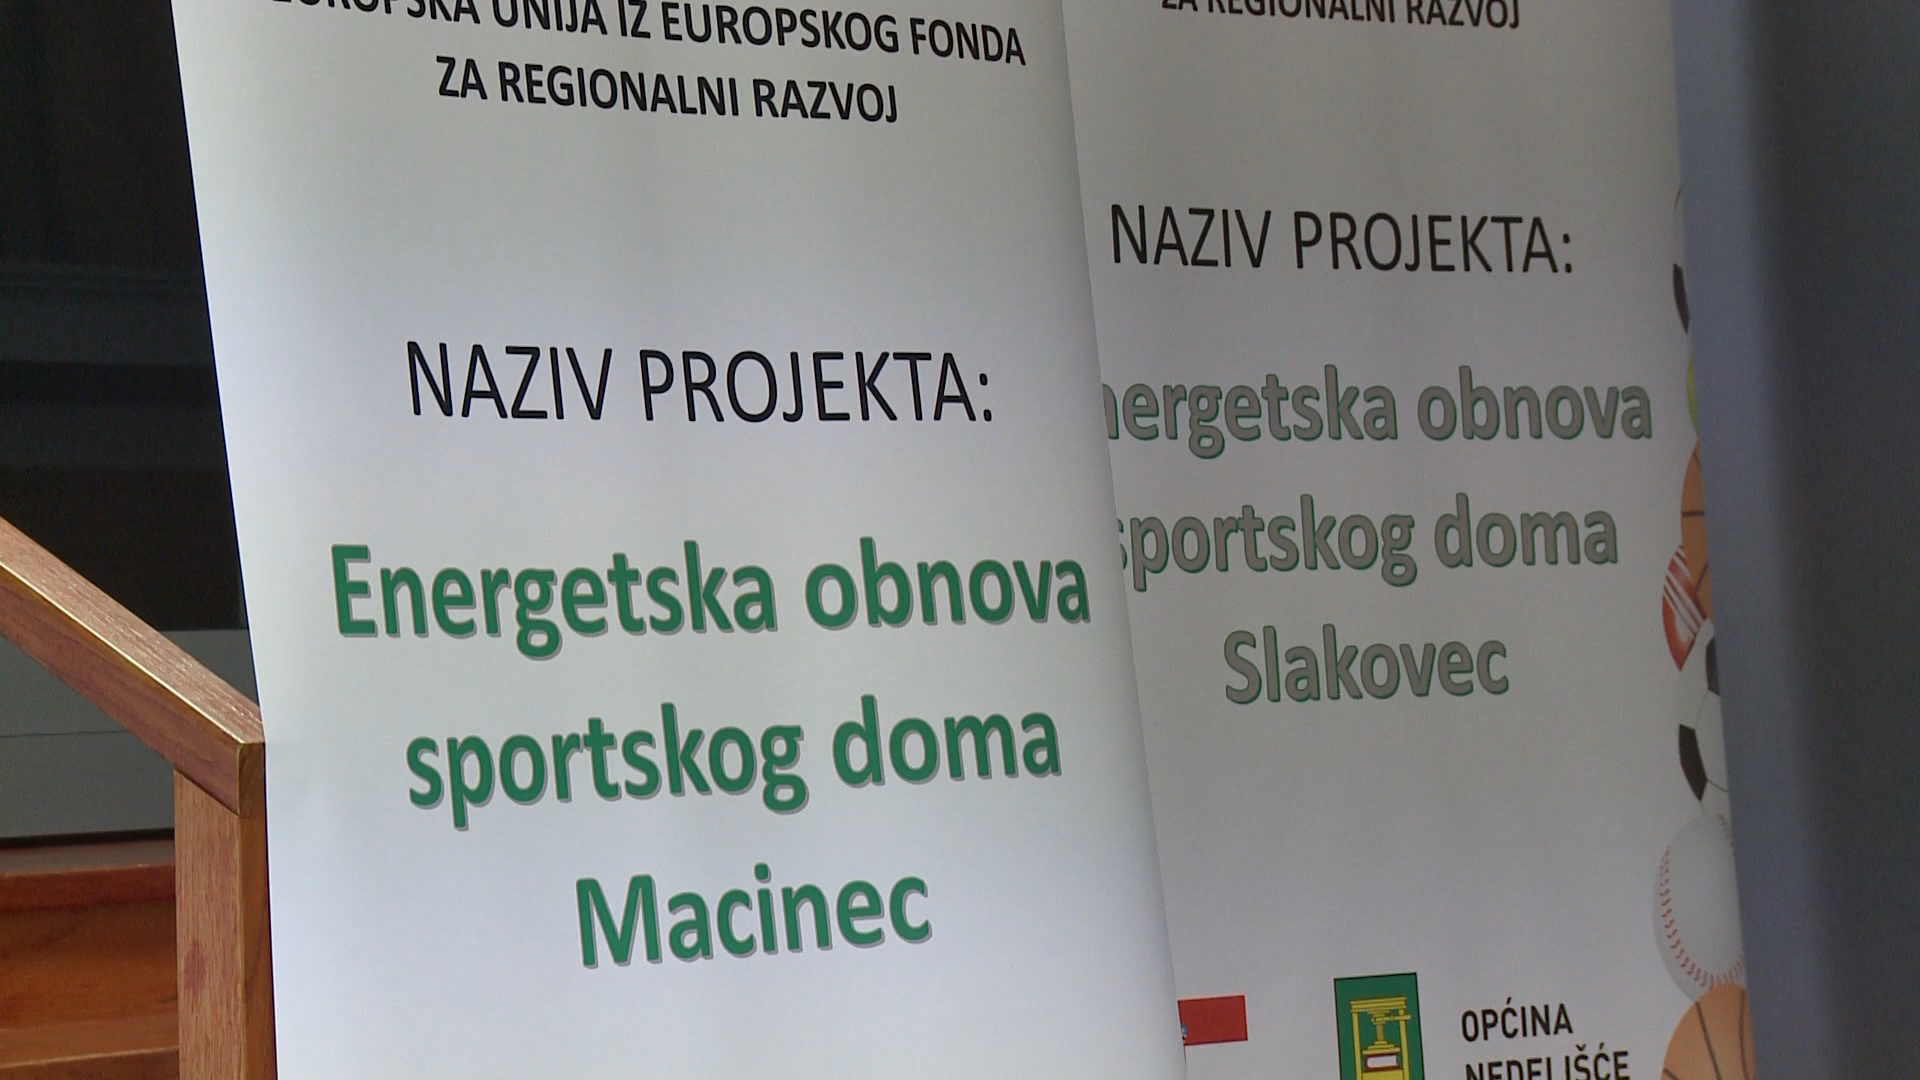 EUROPSKA UNIJA IZ EUROPSKOG FONDA
ZA REGIONALNI RAZVOJ
NAZIV PROJEKTA:
Energetska obnova
sportskog doma
Macinec
ZA REGIONALNI RAZVOJ
NAZIV PROJEKTA:
nergetska obnova
sportskog doma
Slakovec
OPĆINA
NEDELIŠĆE